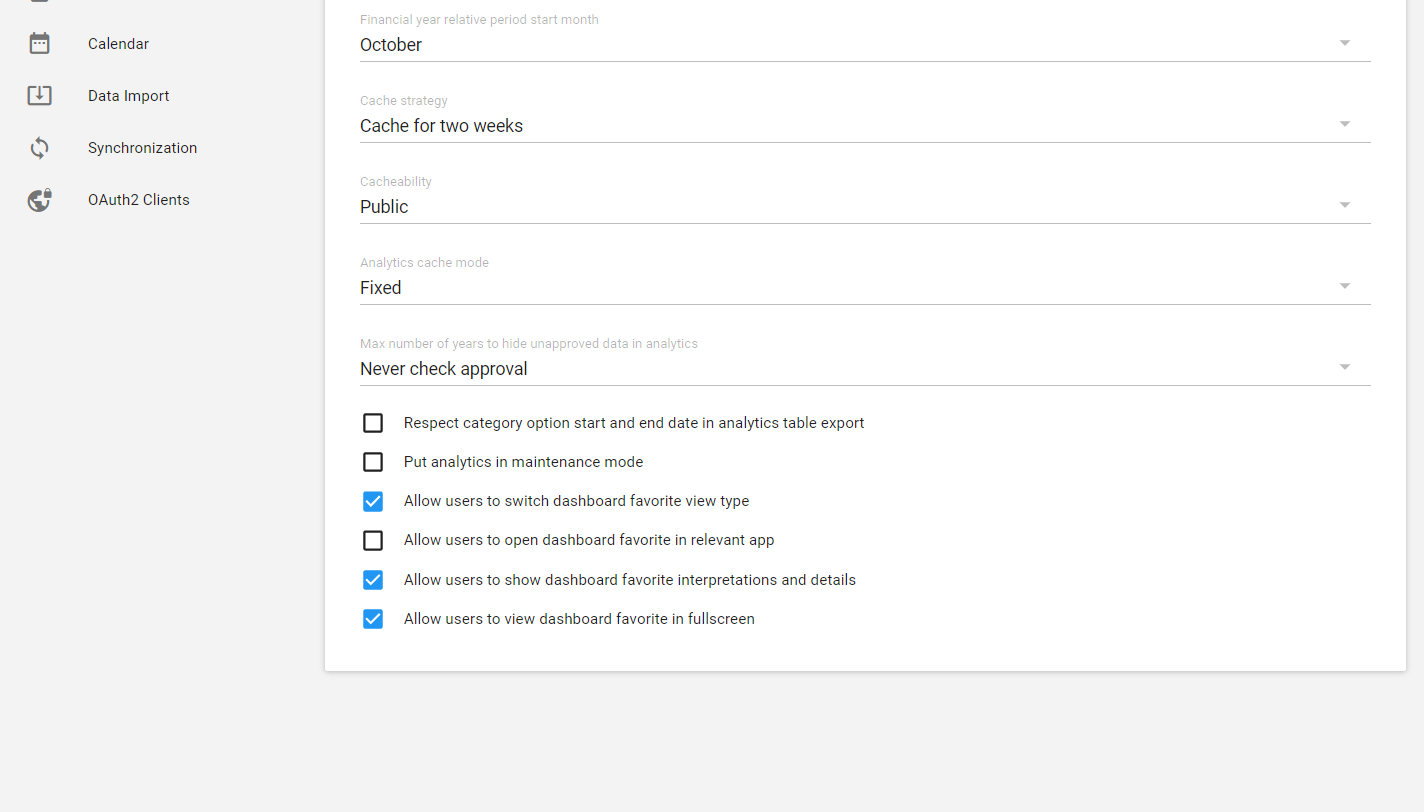 Calendar
Data Import
Synchronization
OAuth2 Clients
Financial year relative period start month
October
Cache strategy
Cache for two weeks
Cacheability
Public
Analytics cache mode
Fixed
Max number of years to hide unapproved data in analytics
Never check approval
Respect category option start and end date in analytics table export
Put analytics in maintenance mode
Allow users to switch dashboard favorite view type
Allow users to open dashboard favorite in relevant app
Allow users to show dashboard favorite interpretations and details
Allow users to view dashboard favorite in fullscreen